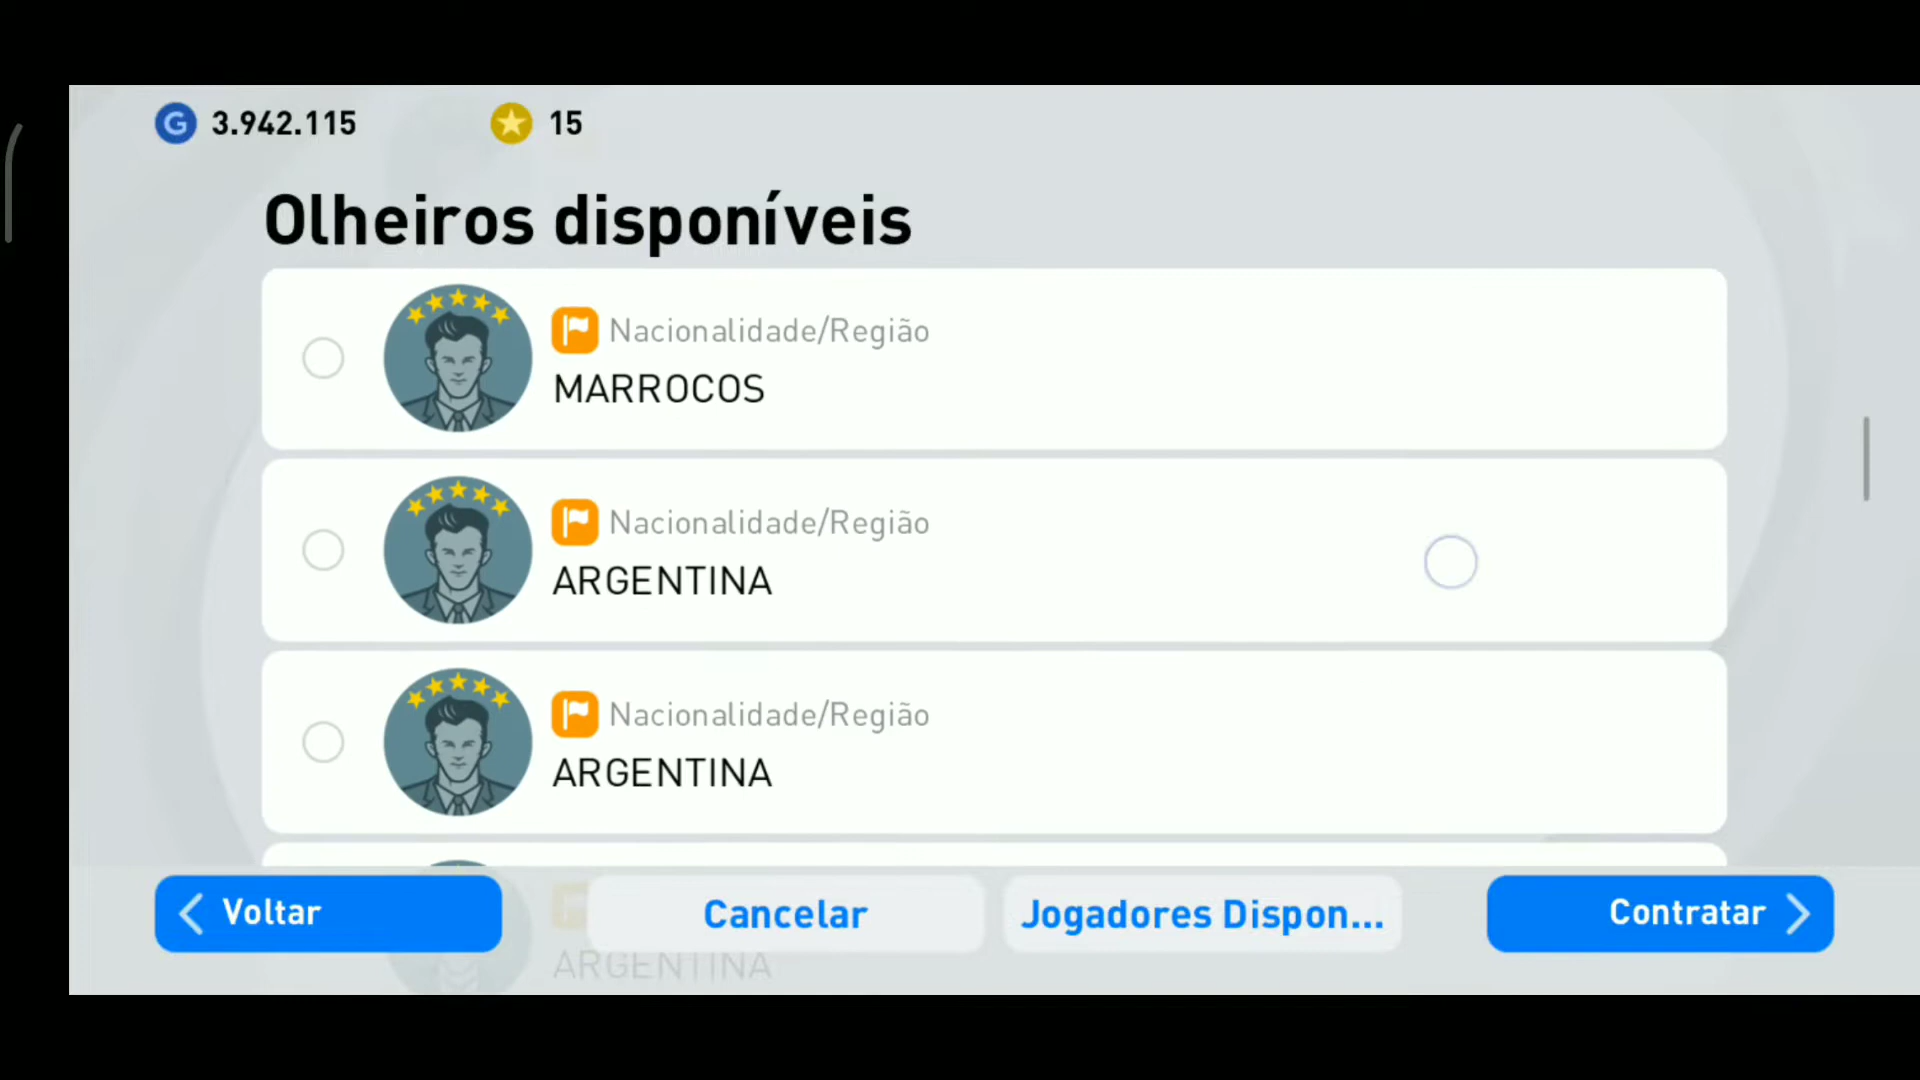 G 3.942.115 15
Olheiros disponíveis
Nacionalidade/Região
MARROCOS
Nacionalidade/Região
ARGENTINA
Nacionalidade/Região
ARGENTINA
Voltar
Cancelar
Jogadores Dispon...
Contratar
ARGENTINA